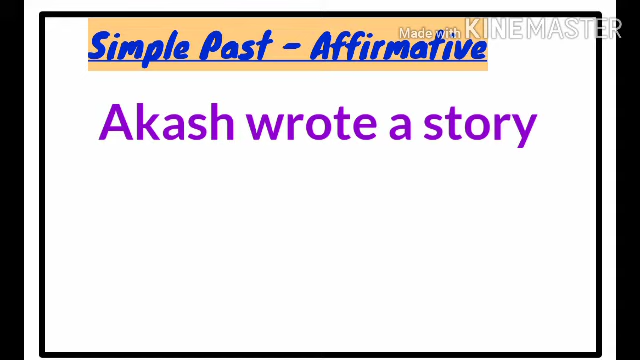 Made with KINEMASTER
Simple Past - Affirmative
Akash wrote a story